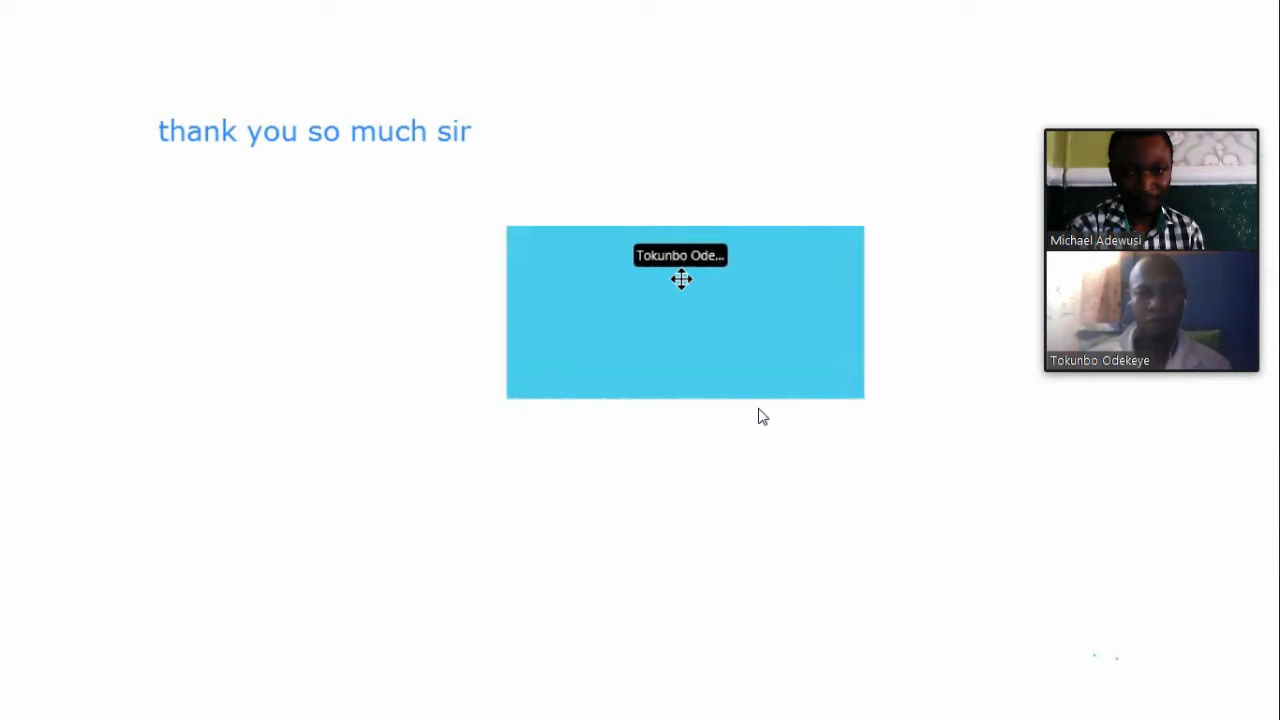 thank you so much sir
Tokunbo Ode...
Michael Adewusi
Tokunbo Odekeye